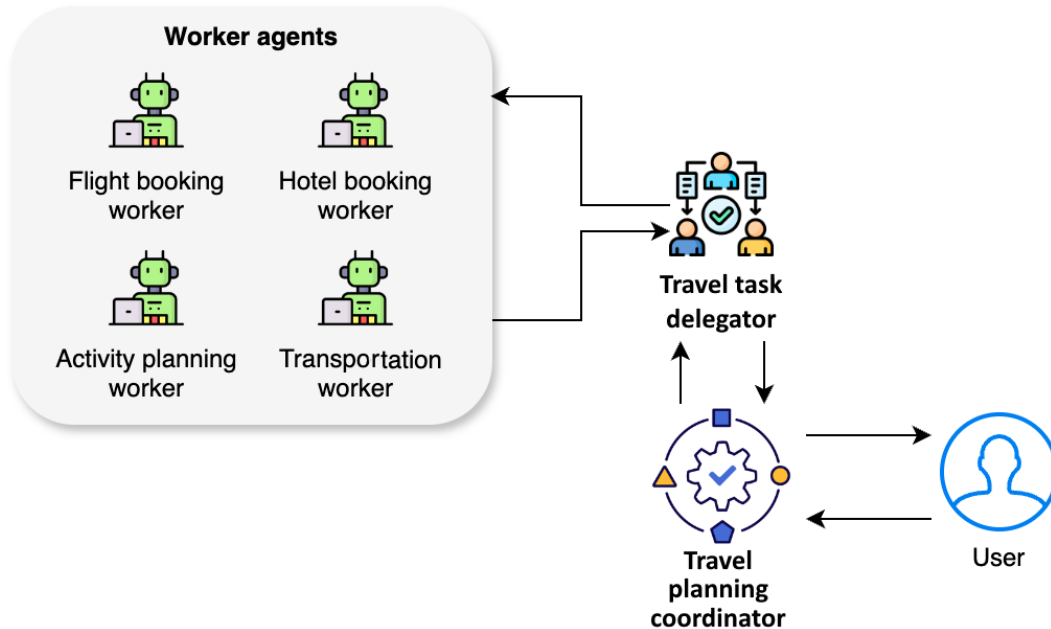 Worker agents
Flight booking
worker
Hotel booking
worker
Activity planning
worker
Transportation
worker
Travel task
delegator
Travel
planning
coordinator
User